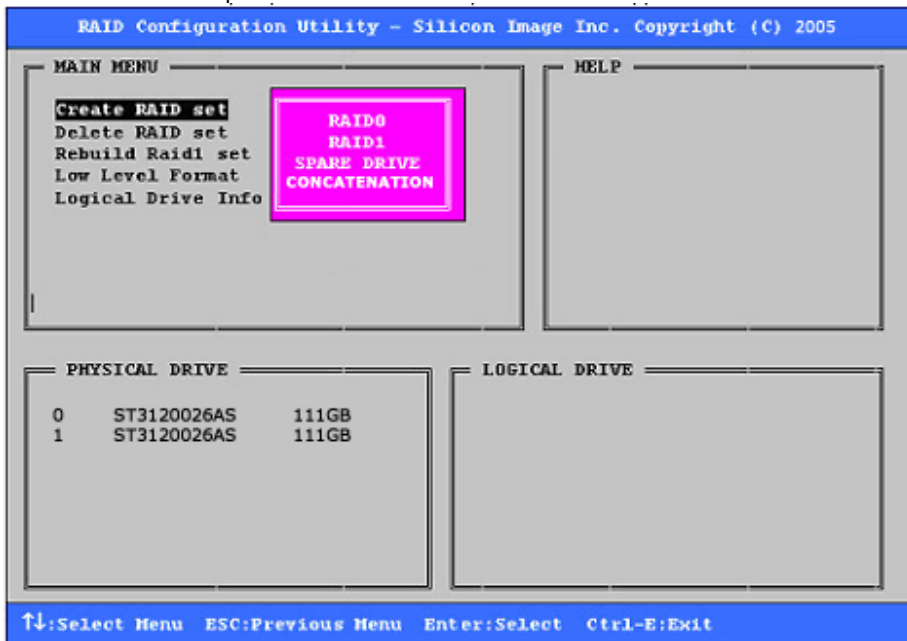 RAID Configuration Utility - Silicon Image Inc. Copyright (C) 2005
MAIN MENU
Create RAID set
Delete RAID set
Rebuild Raid1 set
Low Level Format
Logical Drive Info
RAID0
RAID1
SPARE DRIVE
CONCATENATION
HELP
PHYSICAL DRIVE
0 ST3120026AS 111GB
1 ST3120026AS 111GB
LOGICAL DRIVE
↑↓:Select Menu ESC:Previous Menu Enter:Select Ctrl-E:Exit